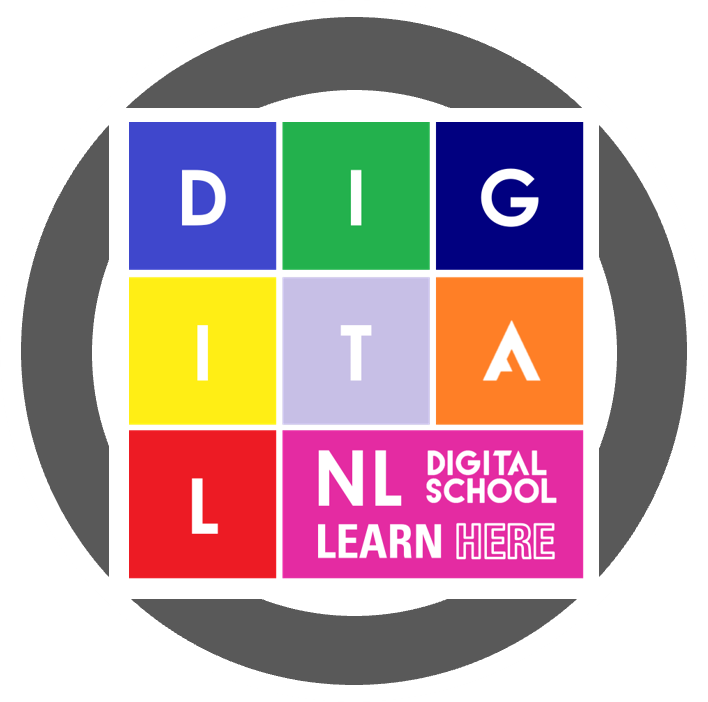 D I G
I T A
L
NL DIGITAL SCHOOL
LEARN HERE